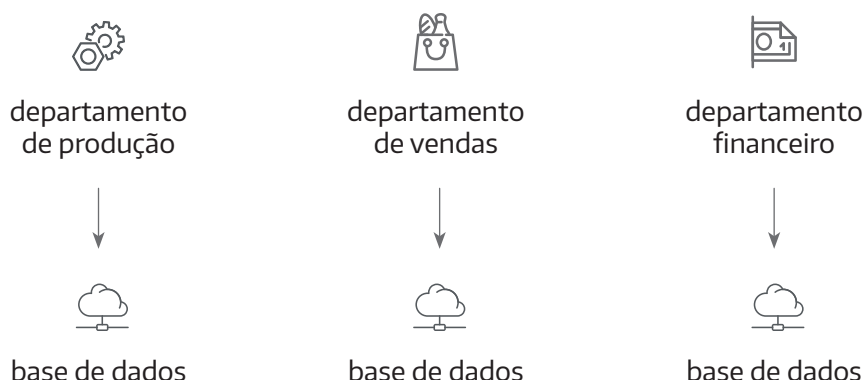 departamento
de produção
departamento
de vendas
departamento
financeiro
base de dados
base de dados
base de dados